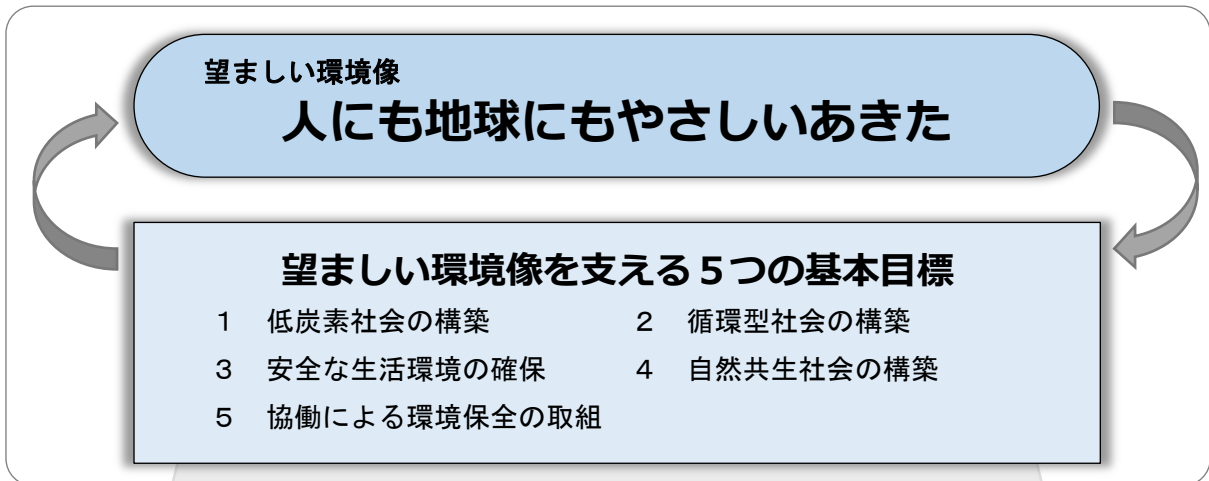 望ましい環境像
人にも地球にもやさしいあきた
望ましい環境像を支える５つの基本目標
１　低炭素社会の構築　２　循環型社会の構築
３　安全な生活環境の確保　４　自然共生社会の構築
５　協働による環境保全の取組